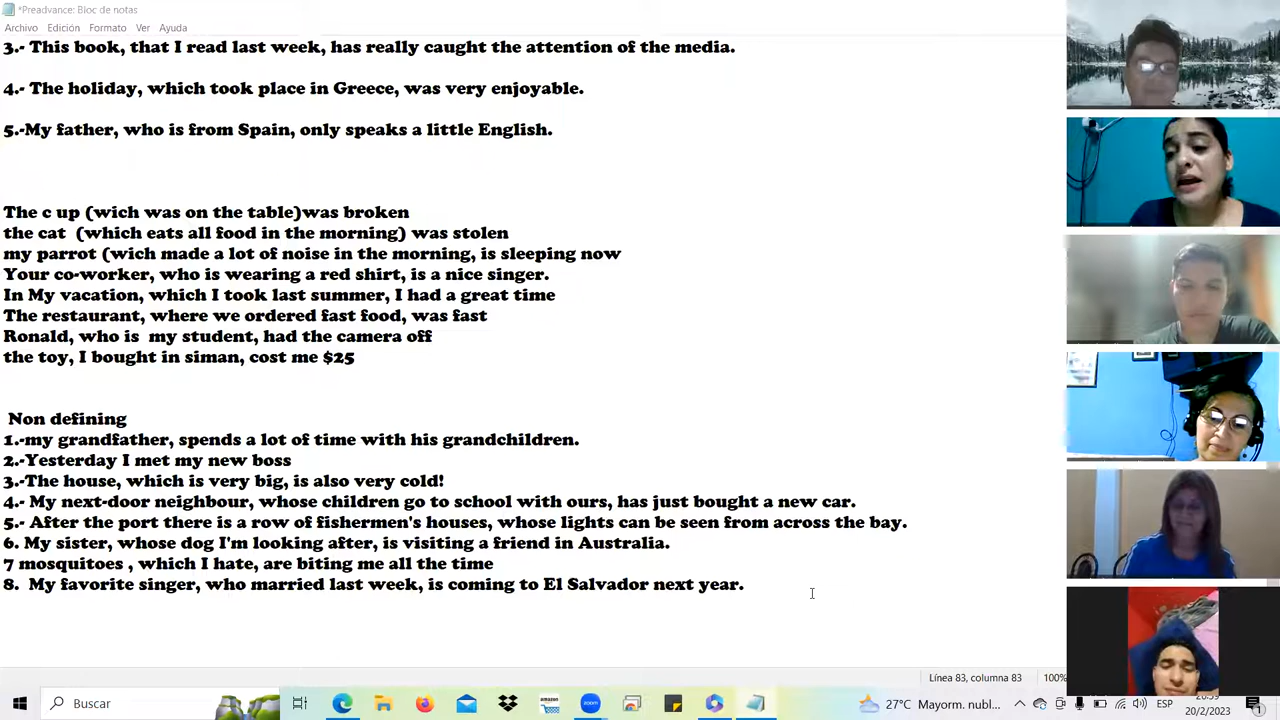 *Preadvance: Bloc de notas
Archivo Edición Formato Ver Ayuda
3.- This book, that I read last week, has really caught the attention of the media.
4.- The holiday, which took place in Greece, was very enjoyable.
5.-My father, who is from Spain, only speaks a little English.
The c up (wich was on the table)was broken
the cat (which eats all food in the morning) was stolen
my parrot (wich made a lot of noise in the morning, is sleeping now
Your co-worker, who is wearing a red shirt, is a nice singer.
In My vacation, which I took last summer, I had a great time
The restaurant, where we ordered fast food, was fast
Ronald, who is my student, had the camera off
the toy, I bought in siman, cost me $25
Non defining
1.-my grandfather, spends a lot of time with his grandchildren.
2.-Yesterday I met my new boss
3.-The house, which is very big, is also very cold!
4.- My next-door neighbour, whose children go to school with ours, has just bought a new car.
5.- After the port there is a row of fishermen's houses, whose lights can be seen from across the bay.
6. My sister, whose dog I'm looking after, is visiting a friend in Australia.
7 mosquitoes , which I hate, are biting me all the time
8. My favorite singer, who married last week, is coming to El Salvador next year.
Línea 83, columna 83 100%
Buscar
amazon
zoom
27°C Mayorm. nubl...
ESP
20/2/2023
1